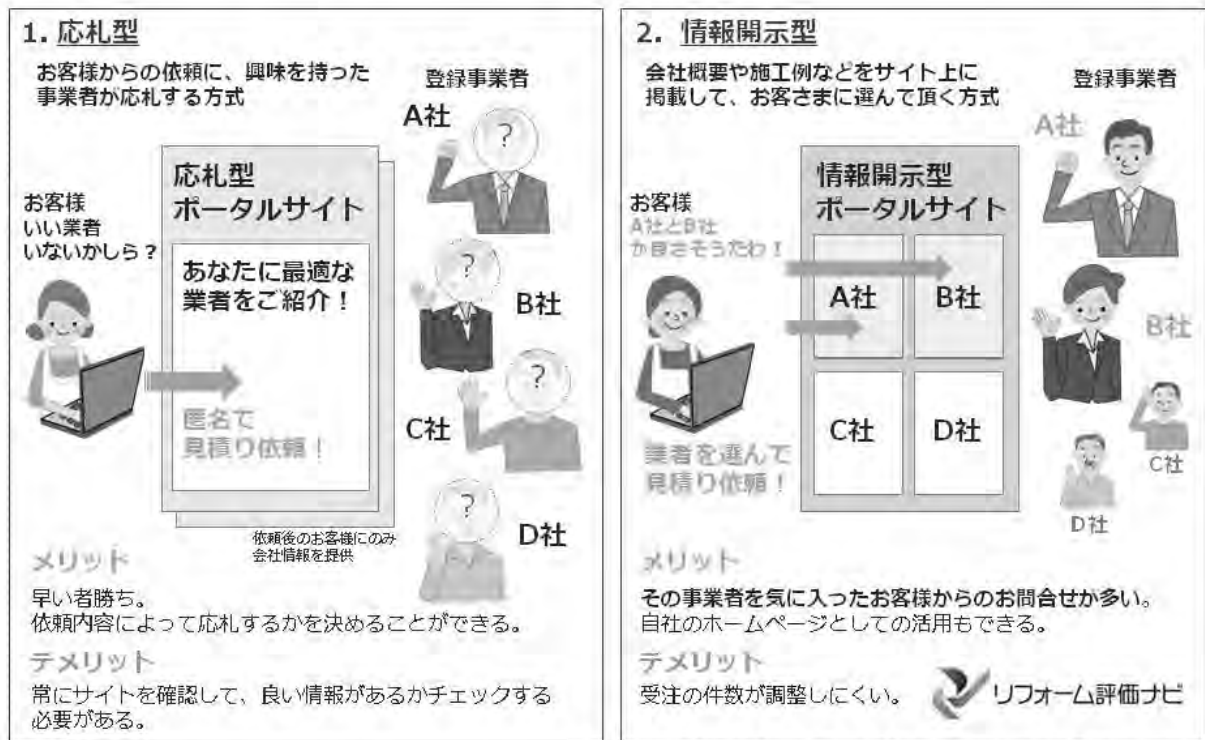 1. 応札型
お客様からの依頼に、興味を持った
事業者が応札する方式
登録事業者
A社
?
応札型
ポータルサイト
お客様
いい業者
いないかしら？
あなたに最適な
業者をご紹介！
?
B社
?
匿名で
見積り依頼！
C社
?
D社
依頼後のお客様にのみ
会社情報を提供
メリット
早い者勝ち。
依頼内容によって応札するかを決めることができる。
デメリット
常にサイトを確認して、良い情報があるかチェックする
必要がある。
2. 情報開示型
会社概要や施工例などをサイト上に
掲載して、お客さまに選んで頂く方式
登録事業者
A社
情報開示型
ポータルサイト
お客様
A社とB社
が良さそうだわ！
A社
B社
B社
C社
D社
業者を選んで
見積り依頼！
C社
D社
メリット
その事業者を気に入ったお客様からのお問合せが多い。
自社のホームページとしての活用もできる。
デメリット
受注の件数が調整しにくい。
リフォーム評価ナビ